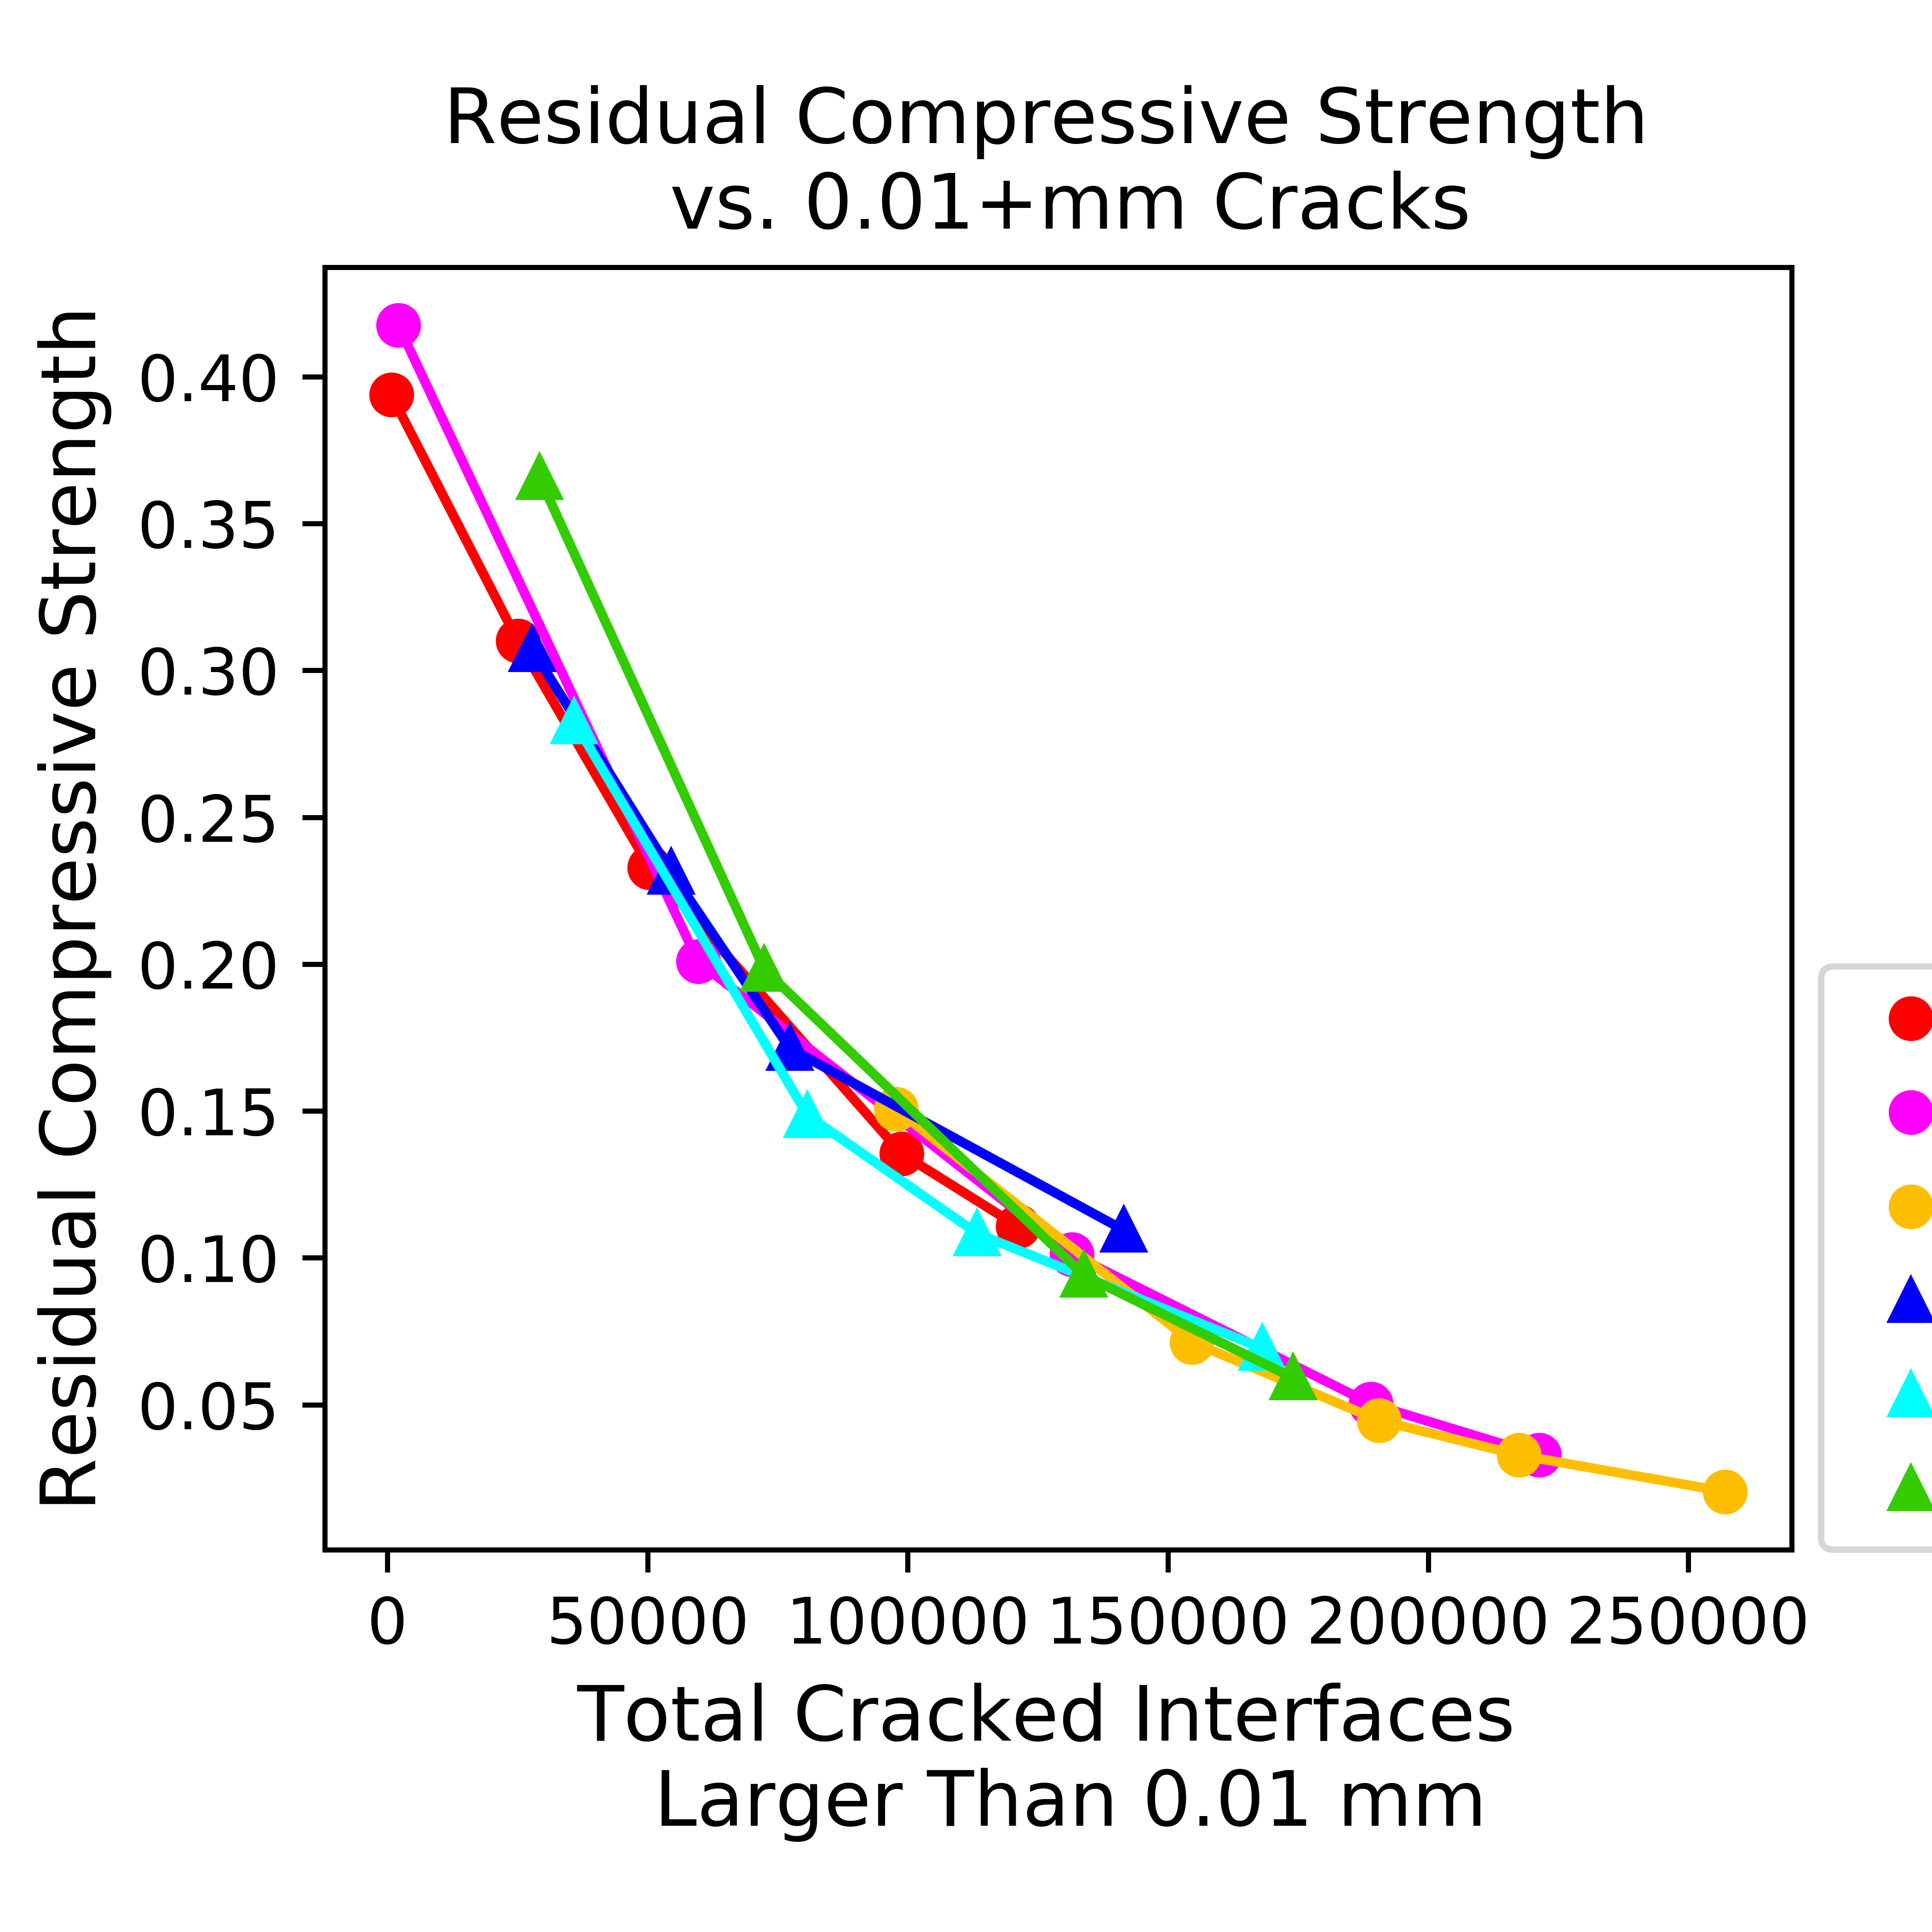 Residual Compressive Strength
vs. 0.01+mm Cracks
Residual Compressive Strength
0.40
0.35
0.30
0.25
0.20
0.15
0.10
0.05
0 50000 100000 150000 200000 250000
Total Cracked Interfaces
Larger Than 0.01 mm